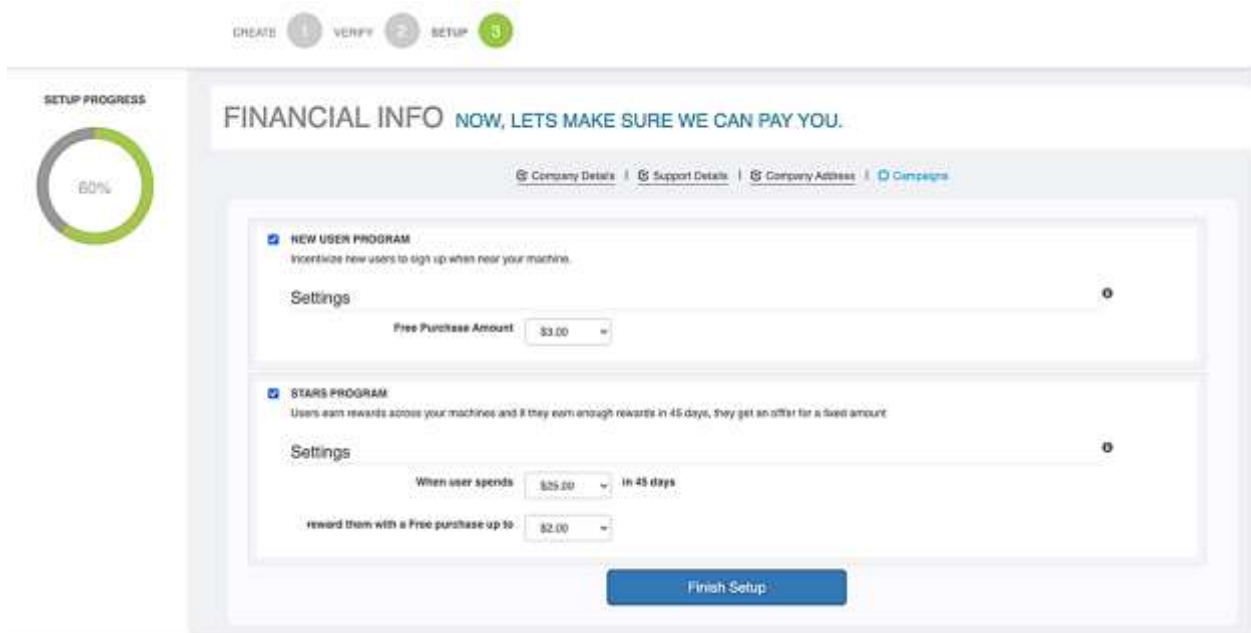 CREATE 1 VERIFY 2 SETUP 3
SETUP PROGRESS
60%
FINANCIAL INFO NOW, LETS MAKE SURE WE CAN PAY YOU.
Company Details | Support Details | Company Address | Campaigns
NEW USER PROGRAM
Incentivize new users to sign up when near your machine.
Settings
Free Purchase Amount $3.00
STARS PROGRAM
Users earn rewards across your machines and if they earn enough rewards in 45 days, they get an offer for a fixed amount
Settings
When user spends $25.00 in 45 days
reward them with a Free purchase up to $2.00
Finish Setup